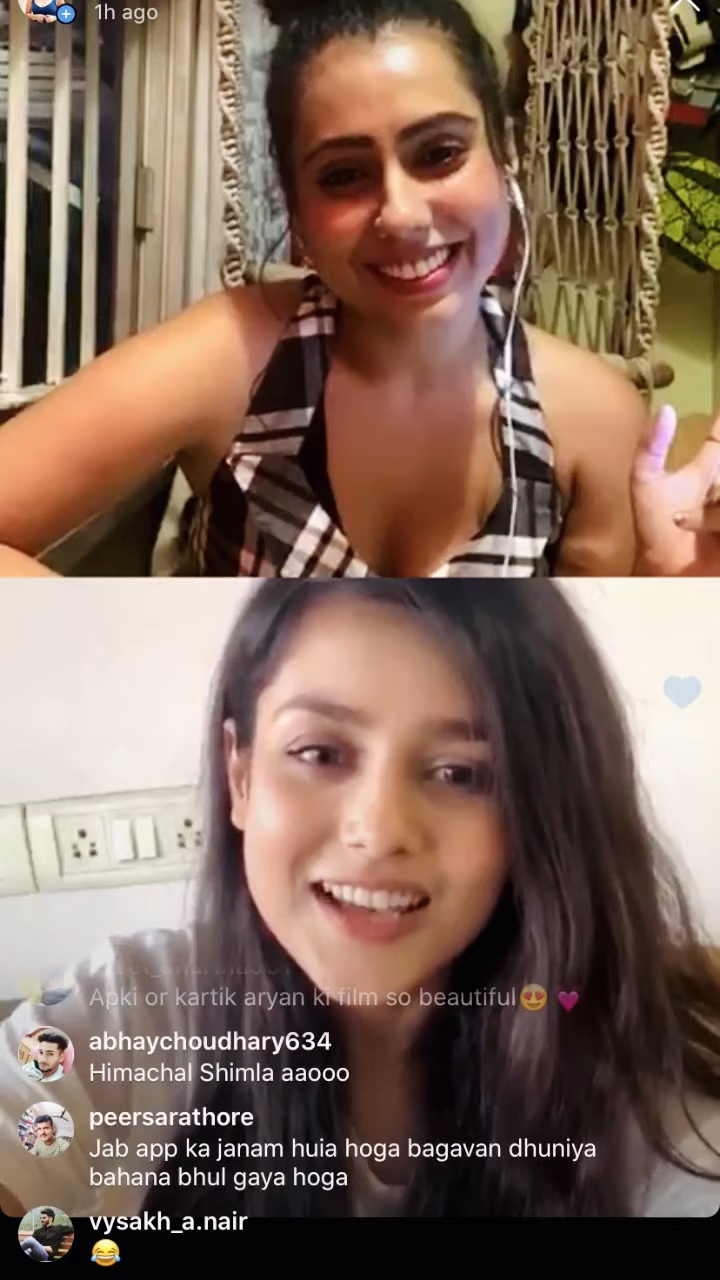 1h ago
Apki or kartik aryan ki film so beautiful😍 💗
abhaychoudhary634
Himachal Shimla aaooo
peersarathore
Jab app ka janam huia hoga bagavan dhuniya
bahana bhul gaya hoga
vysakh_a.nair
😂